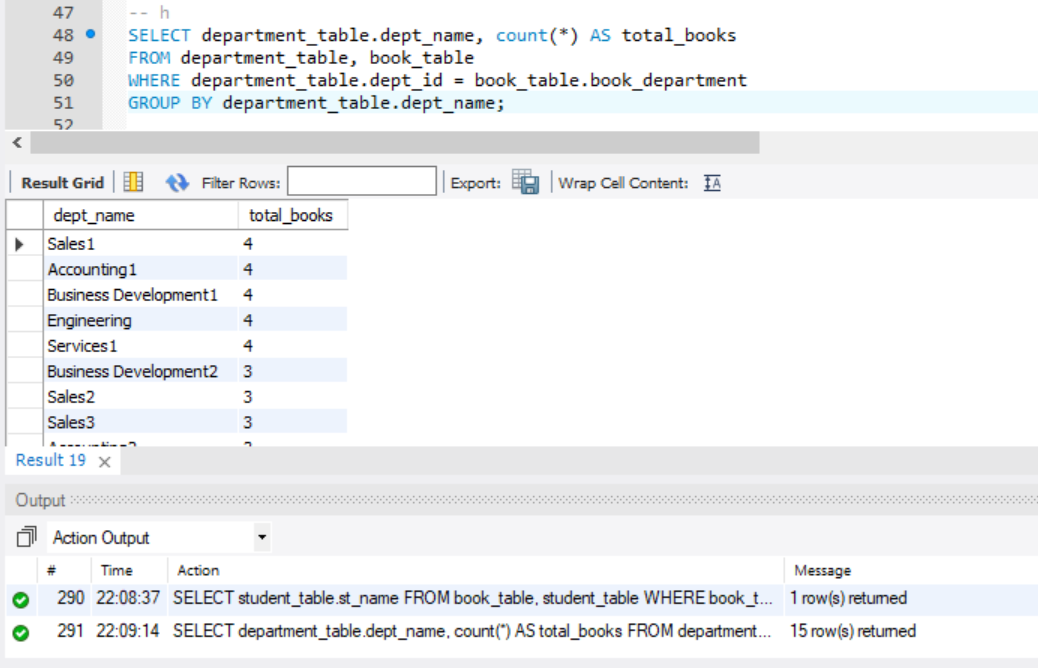 47 -- h
48 SELECT department_table.dept_name, count(*) AS total_books
49 FROM department_table, book_table
50 WHERE department_table.dept_id = book_table.book_department
51 GROUP BY department_table.dept_name;
52
Result Grid Filter Rows: Export: Wrap Cell Content: IA
dept_name total_books
Sales1 4
Accounting1 4
Business Development1 4
Engineering 4
Services1 4
Business Development2 3
Sales2 3
Sales3 3
Result 19
Output
Action Output
# Time Action Message
290 22:08:37 SELECT student_table.st_name FROM book_table, student_table WHERE book_t... 1 row(s) returned
291 22:09:14 SELECT department_table.dept_name, count(*) AS total_books FROM department... 15 row(s) returned